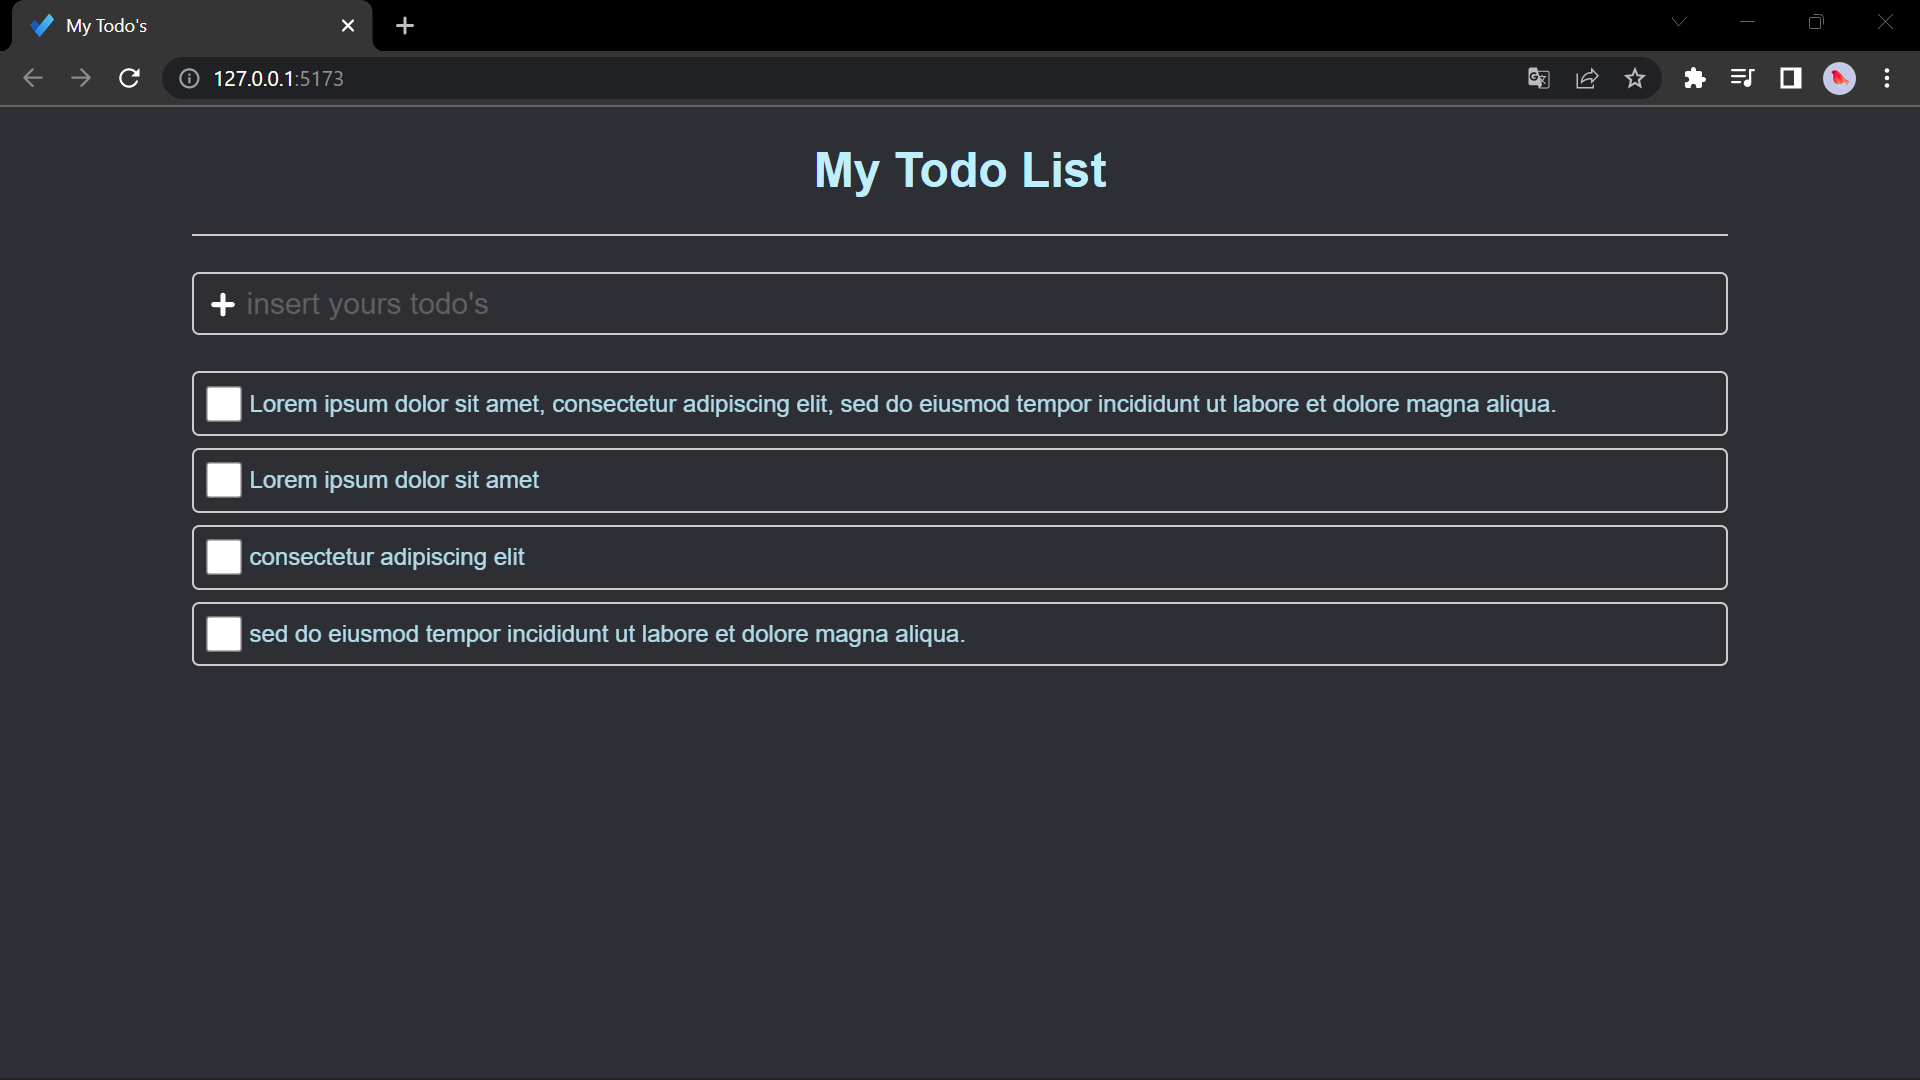 My Todo's
127.0.0.1:5173
My Todo List
insert yours todo's
Lorem ipsum dolor sit amet, consectetur adipiscing elit, sed do eiusmod tempor incididunt ut labore et dolore magna aliqua.
Lorem ipsum dolor sit amet
consectetur adipiscing elit
sed do eiusmod tempor incididunt ut labore et dolore magna aliqua.